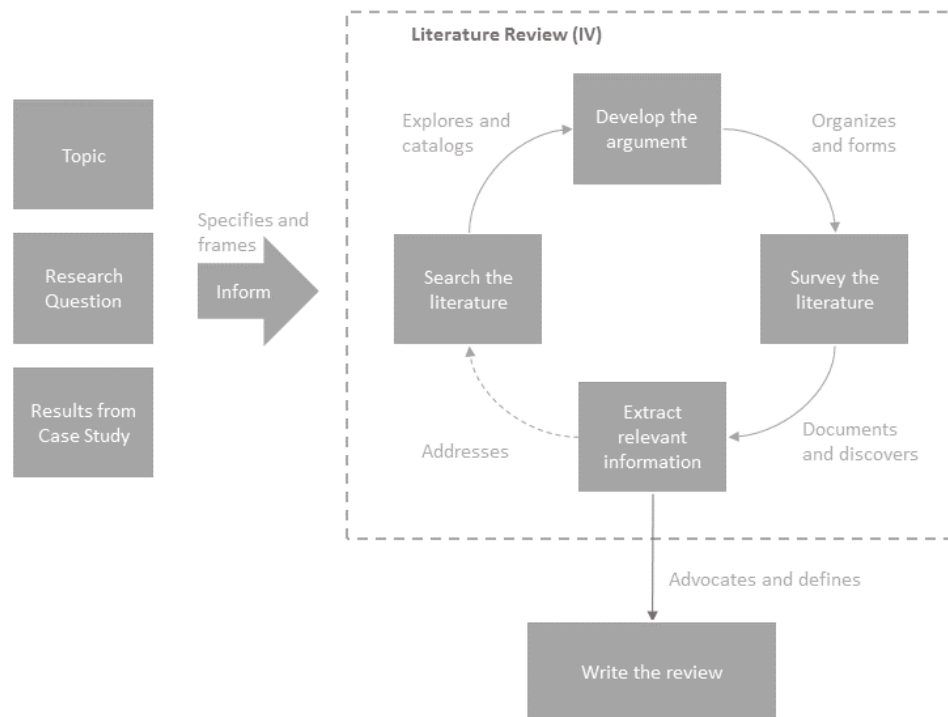 Literature Review (IV)
Topic
Research
Question
Results from
Case Study
Specifies and
frames
Inform
Explores and
catalogs
Develop the
argument
Organizes
and forms
Search the
literature
Survey the
literature
Addresses
Extract
relevant
information
Documents
and discovers
Advocates and defines
Write the review